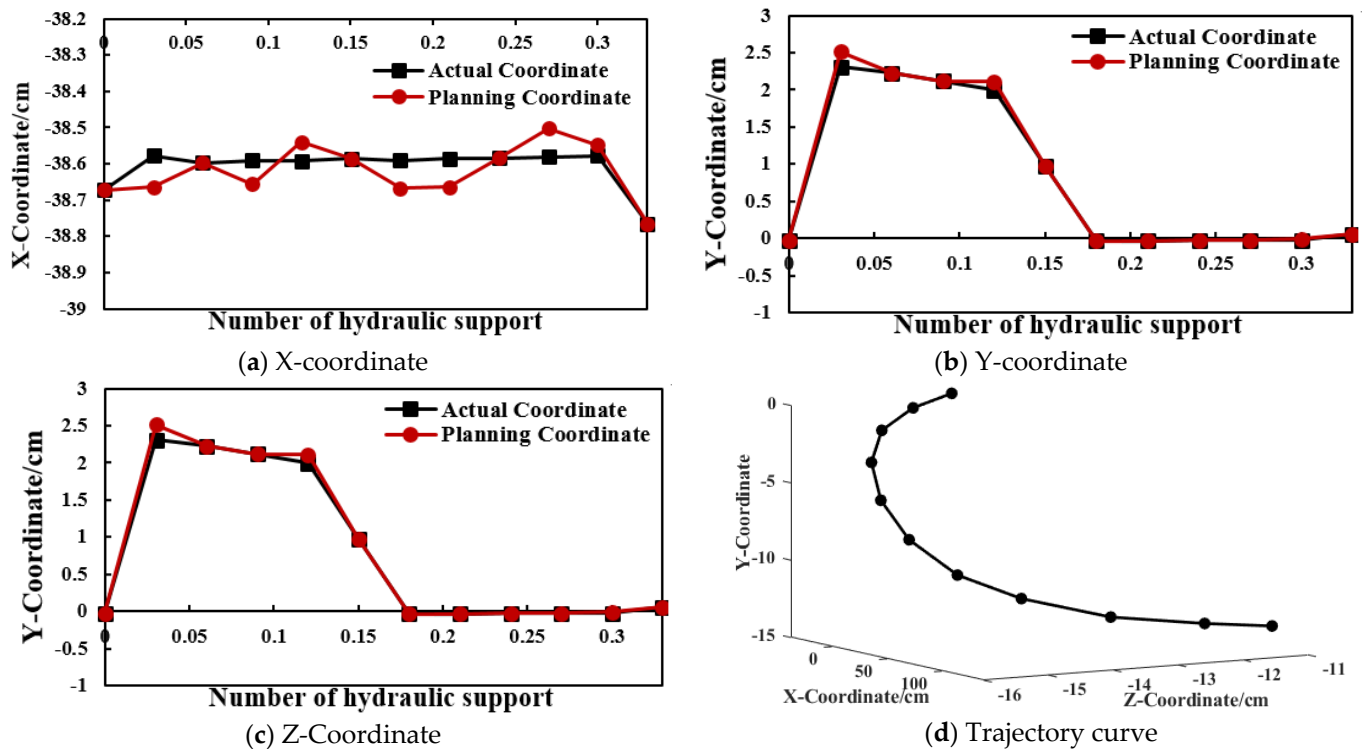 -38.2
-38.3
-38.4
-38.5
-38.6
-38.7
-38.8
-38.9
-39
0 0.05 0.1 0.15 0.2 0.25 0.3
X-Coordinate/cm
Actual Coordinate
Planning Coordinate
Number of hydraulic support
(a) X-coordinate
3
2.5
2
1.5
1
0.5
0
-0.5
-1
0 0.05 0.1 0.15 0.2 0.25 0.3
Y-Coordinate/cm
Actual Coordinate
Planning Coordinate
Number of hydraulic support
(b) Y-coordinate
3
2.5
2
1.5
1
0.5
0
-0.5
-1
0 0.05 0.1 0.15 0.2 0.25 0.3
Y-Coordinate/cm
Actual Coordinate
Planning Coordinate
Number of hydraulic support
(c) Z-Coordinate
0
-5
-10
-15
Y-Coordinate
0 50 100
X-Coordinate/cm
-16 -15 -14 -13 -12 -11
Z-Coordinate/cm
(d) Trajectory curve